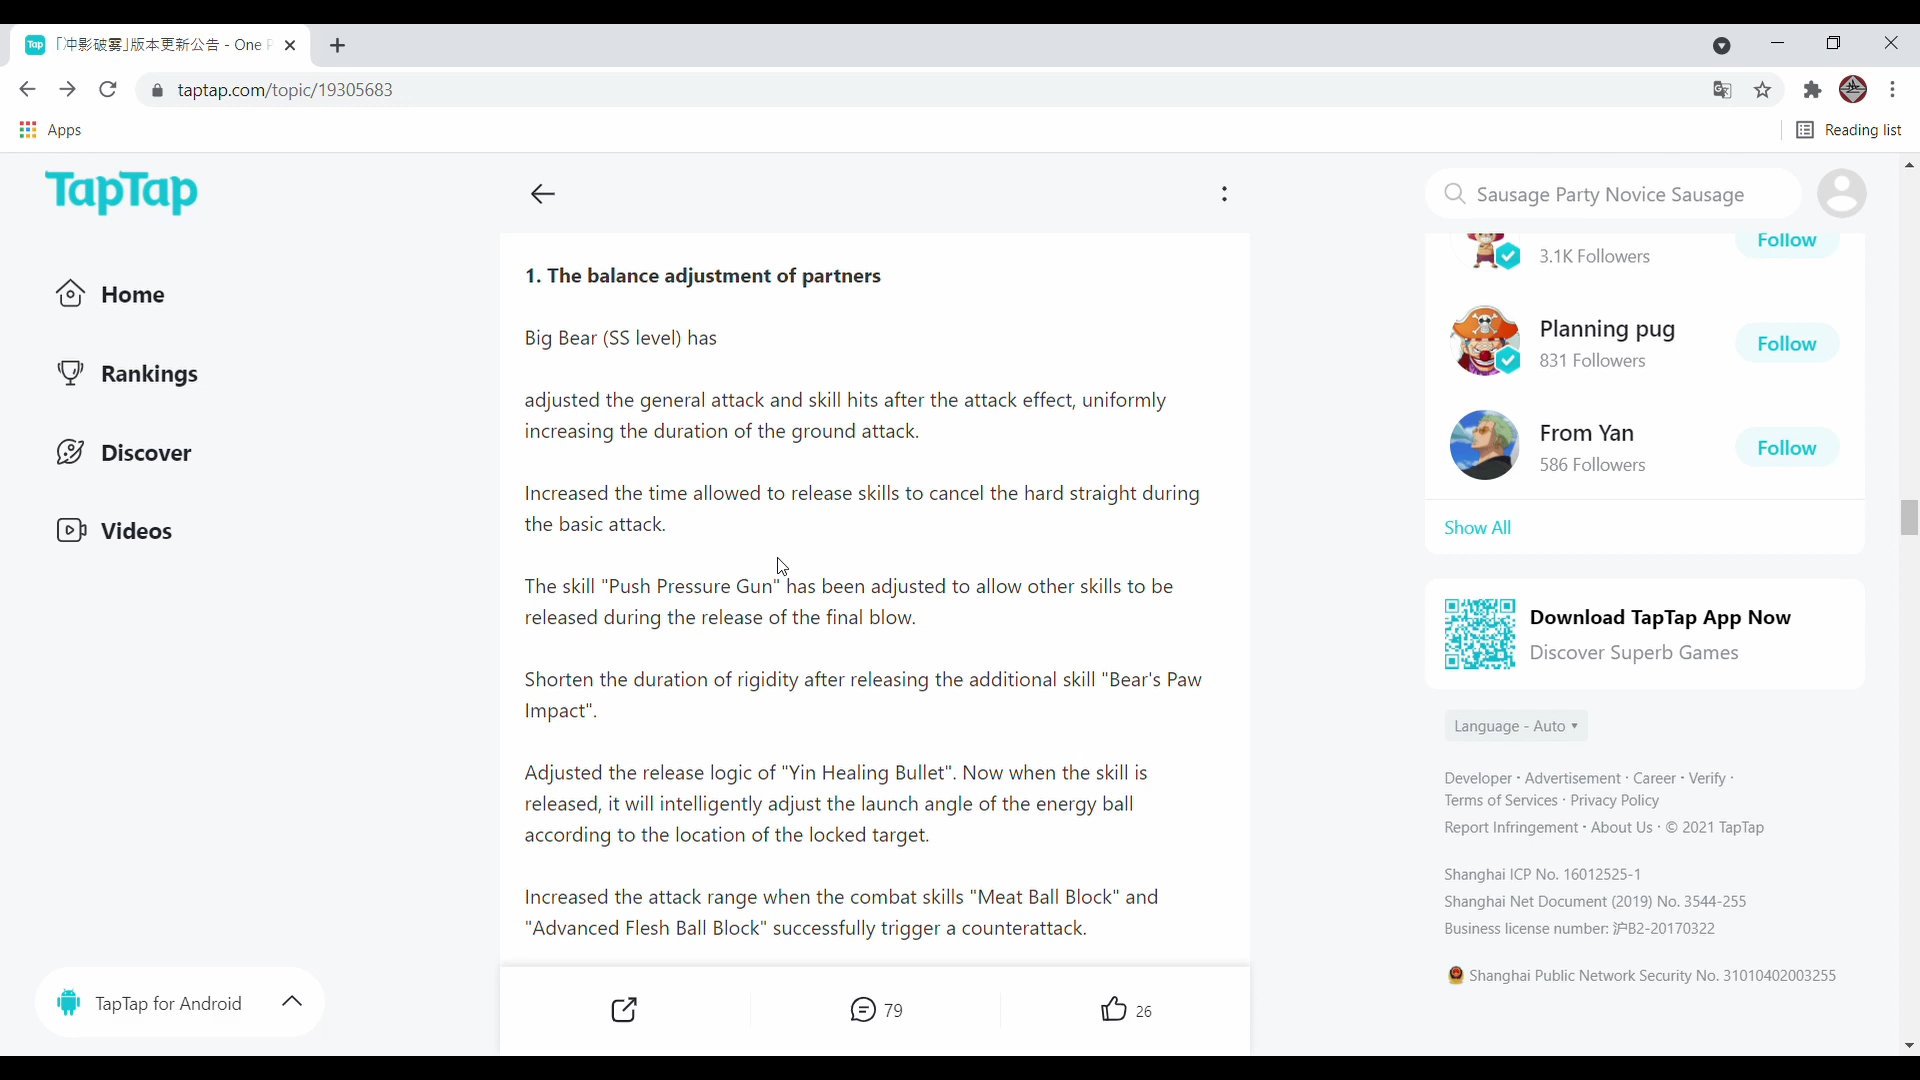 Tap 「冲影破雾」版本更新公告 - One P
taptap.com/topic/19305683
Apps
Reading list
TapTap
Sausage Party Novice Sausage
Home
Rankings
Discover
Videos
TapTap for Android
1. The balance adjustment of partners
Big Bear (SS level) has
adjusted the general attack and skill hits after the attack effect, uniformly
increasing the duration of the ground attack.
Increased the time allowed to release skills to cancel the hard straight during
the basic attack.
The skill "Push Pressure Gun" has been adjusted to allow other skills to be
released during the release of the final blow.
Shorten the duration of rigidity after releasing the additional skill "Bear's Paw
Impact".
Adjusted the release logic of "Yin Healing Bullet". Now when the skill is
released, it will intelligently adjust the launch angle of the energy ball
according to the location of the locked target.
Increased the attack range when the combat skills "Meat Ball Block" and
"Advanced Flesh Ball Block" successfully trigger a counterattack.
79
26
3.1K Followers
Follow
Planning pug
831 Followers
Follow
From Yan
586 Followers
Follow
Show All
Download TapTap App Now
Discover Superb Games
Language - Auto ▾
Developer · Advertisement · Career · Verify ·
Terms of Services · Privacy Policy
Report Infringement · About Us · © 2021 TapTap
Shanghai ICP No. 16012525-1
Shanghai Net Document (2019) No. 3544-255
Business license number: 沪B2-20170322
Shanghai Public Network Security No. 31010402003255